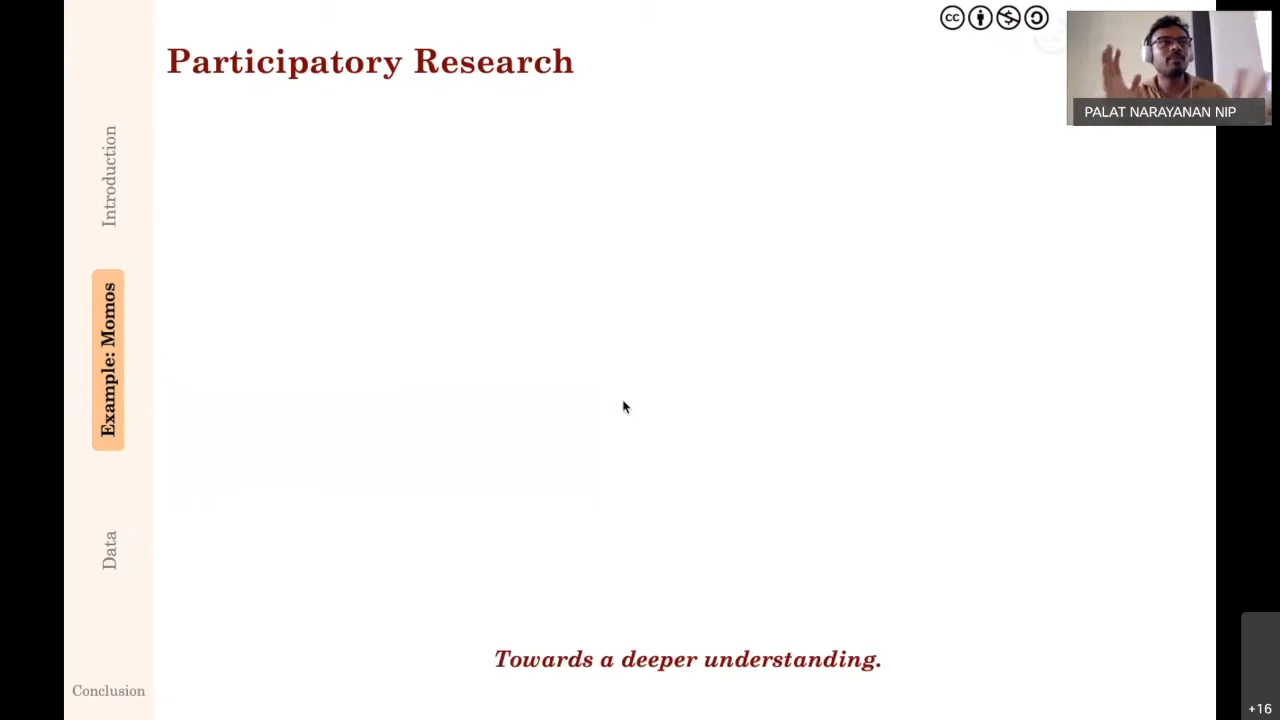 Participatory Research
PALAT NARAYANAN NIP
Introduction
Example: Momos
Data
Conclusion
Towards a deeper understanding.
+16